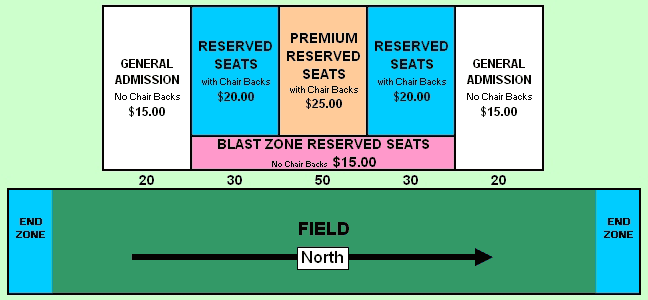 GENERAL
ADMISSION
No Chair Backs
$15.00
RESERVED
SEATS
with Chair Backs
$20.00
PREMIUM
RESERVED
SEATS
with Chair Backs
$25.00
RESERVED
SEATS
with Chair Backs
$20.00
GENERAL
ADMISSION
No Chair Backs
$15.00
BLAST ZONE RESERVED SEATS
No Chair Backs $15.00
20 30 50 30 20
END
ZONE
FIELD
North
END
ZONE